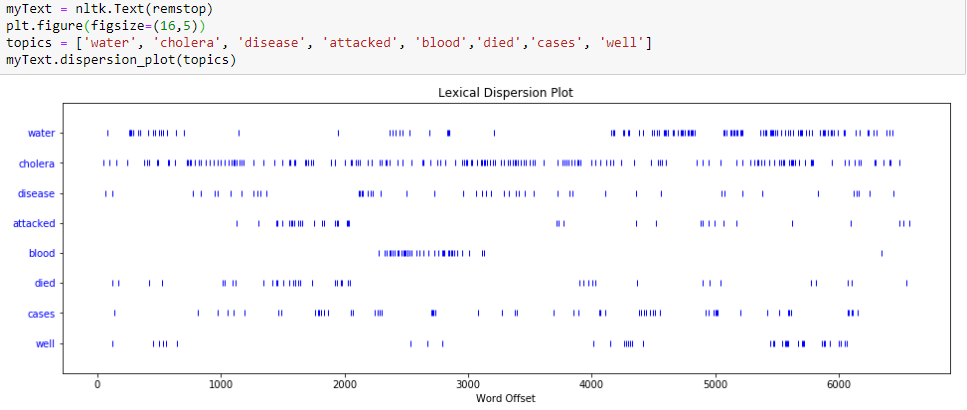 myText = nltk.Text(remstop)
plt.figure(figsize=(16,5))
topics = ['water', 'cholera', 'disease', 'attacked', 'blood','died','cases', 'well']
myText.dispersion_plot(topics)
Lexical Dispersion Plot
water
cholera
disease
attacked
blood
died
cases
well
0 1000 2000 3000 4000 5000 6000
Word Offset